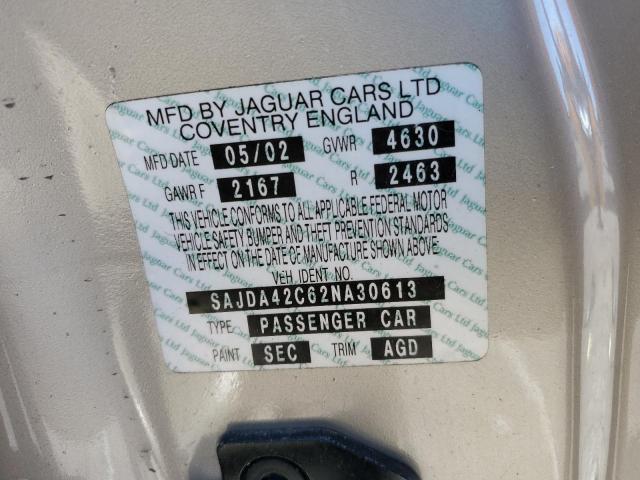 MFD BY JAGUAR CARS LTD
COVENTRY ENGLAND
MFD DATE 05/02 GVWR 4630
GAWR F 2167 R 2463
THIS VEHICLE CONFORMS TO ALL APPLICABLE FEDERAL MOTOR
VEHICLE SAFETY BUMPER AND THEFT PREVENTION STANDARDS
IN EFFECT ON THE DATE OF MANUFACTURE SHOWN ABOVE
VEH. IDENT NO.
SAJDA42C62NA30613
TYPE PASSENGER CAR
PAINT SEC TRIM AGD